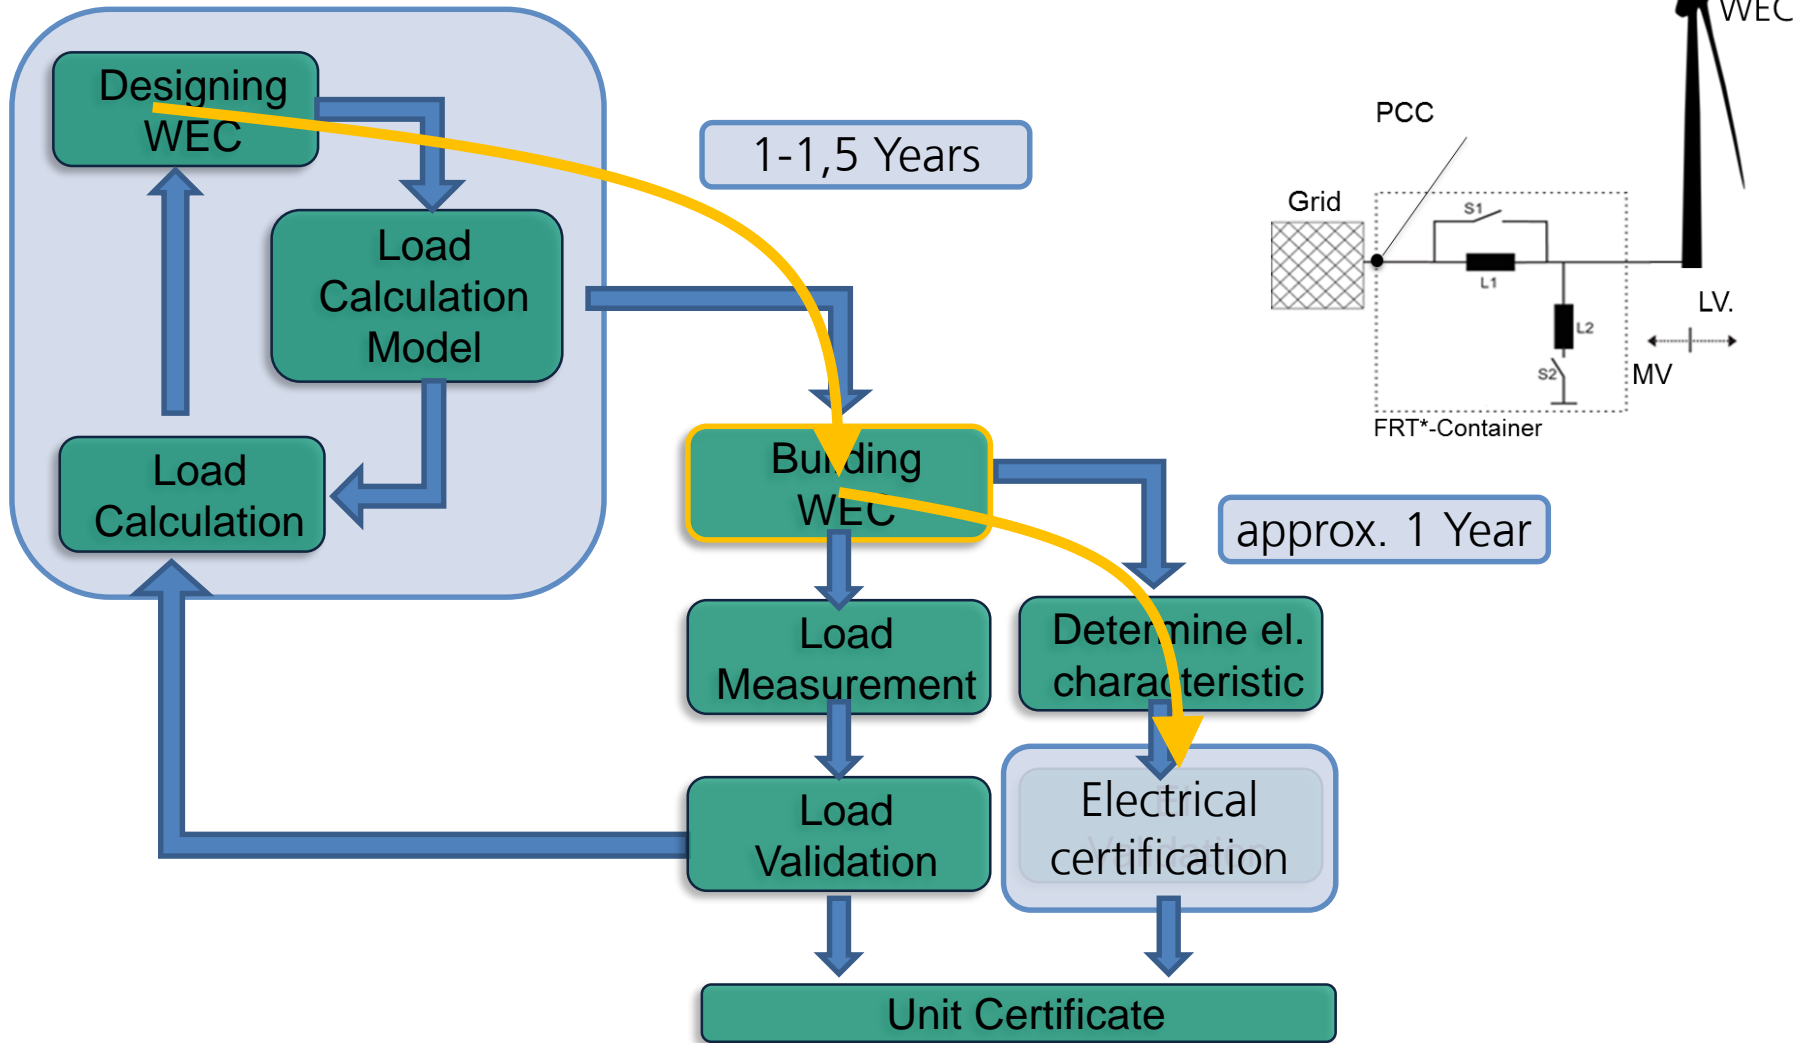 Designing
WEC
Load
Calculation
Model
Load
Calculation
1-1,5 Years
WEC
PCC
Grid
S1
L1
L2
S2
LV.
MV
FRT*-Container
Building
WEC
approx. 1 Year
Load
Measurement
Determine el.
characteristic
Load
Validation
Electrical
certification
Validation
Unit Certificate